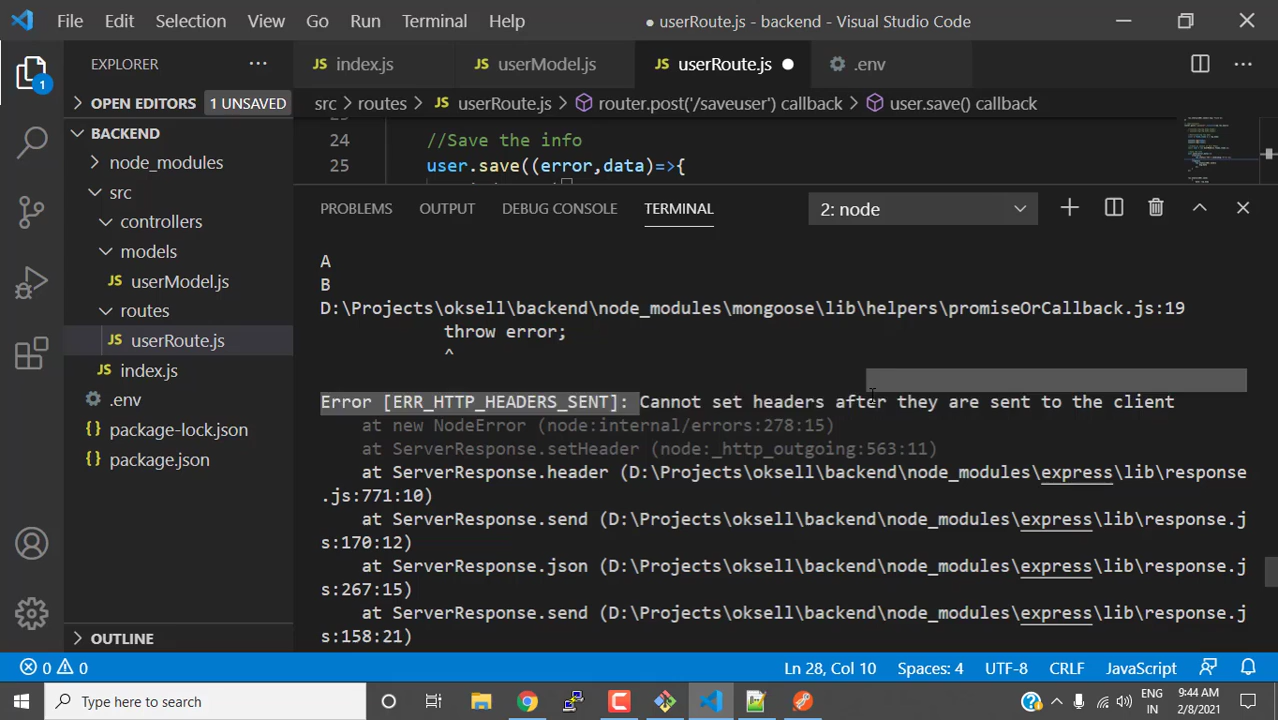 File Edit Selection View Go Run Terminal Help ● userRoute.js - backend - Visual Studio Code
EXPLORER ···
JS index.js JS userModel.js JS userRoute.js ● .env ···
1
OPEN EDITORS 1 UNSAVED
src > routes > JS userRoute.js > router.post('/saveuser') callback > user.save() callback
BACKEND
node_modules
src
controllers
models
JS userModel.js
routes
JS userRoute.js
JS index.js
.env
{} package-lock.json
{} package.json
OUTLINE
24 //Save the info
25 user.save((error,data)=>{
PROBLEMS OUTPUT DEBUG CONSOLE TERMINAL 2: node
A
B
D:\Projects\oksell\backend\node_modules\mongoose\lib\helpers\promiseOrCallback.js:19
throw error;
^
Error [ERR_HTTP_HEADERS_SENT]: Cannot set headers after they are sent to the client
at new NodeError (node:internal/errors:278:15)
at ServerResponse.setHeader (node:_http_outgoing:563:11)
at ServerResponse.header (D:\Projects\oksell\backend\node_modules\express\lib\response
.js:771:10)
at ServerResponse.send (D:\Projects\oksell\backend\node_modules\express\lib\response.j
s:170:12)
at ServerResponse.json (D:\Projects\oksell\backend\node_modules\express\lib\response.j
s:267:15)
at ServerResponse.send (D:\Projects\oksell\backend\node_modules\express\lib\response.j
s:158:21)
0 0 Ln 28, Col 10 Spaces: 4 UTF-8 CRLF JavaScript
Type here to search
ENG
IN
9:44 AM
2/8/2021